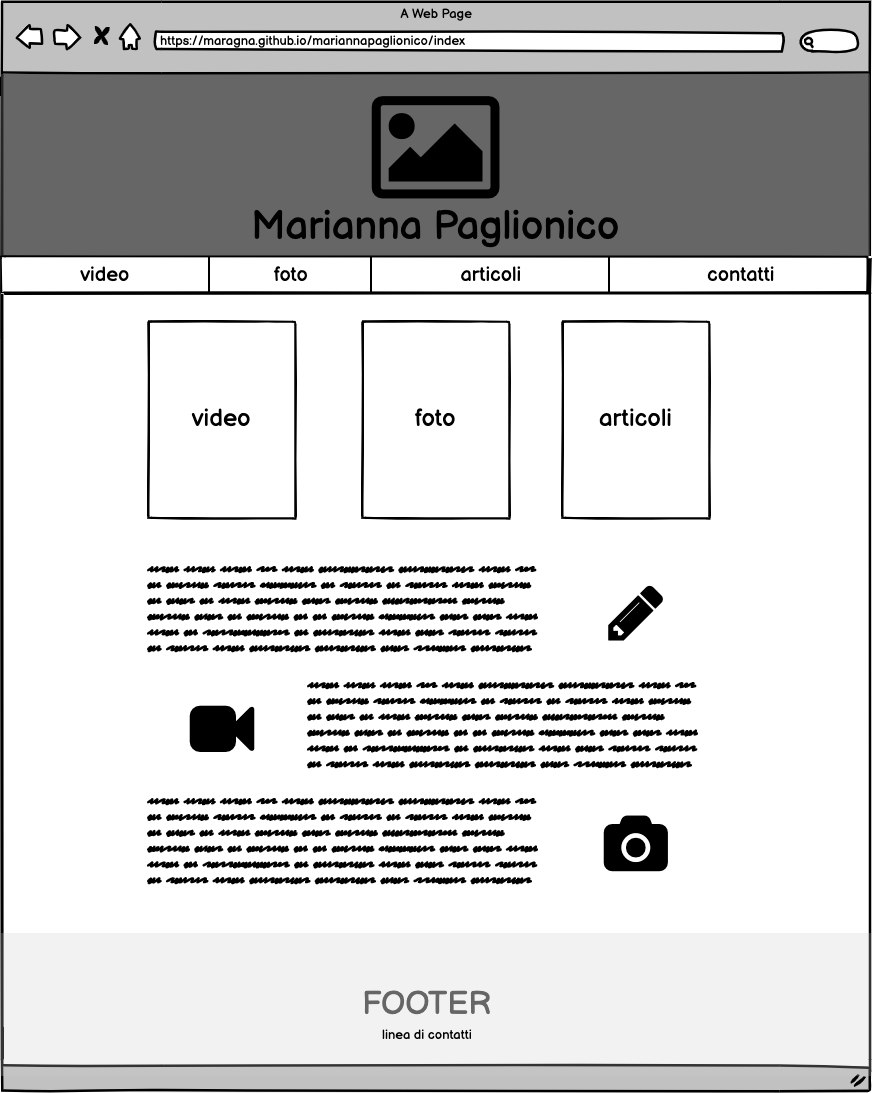 A Web Page
https://maragna.github.io/mariannapaglionico/index
Marianna Paglionico
video foto articoli contatti
video foto articoli
FOOTER
linea di contatti